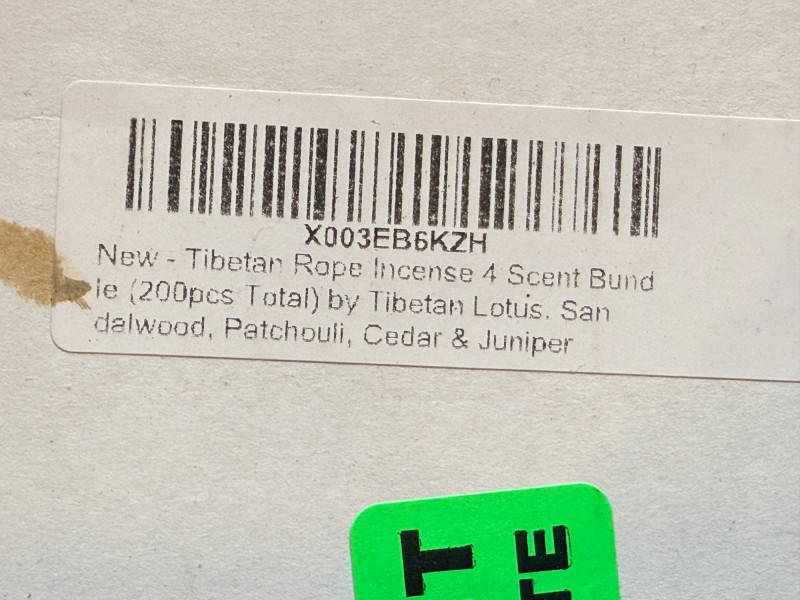 X003EB6KZH
New - Tibetan Rope Incense 4 Scent Bund
le (200pcs Total) by Tibetan Lotus. San
dalwood, Patchouli, Cedar & Juniper